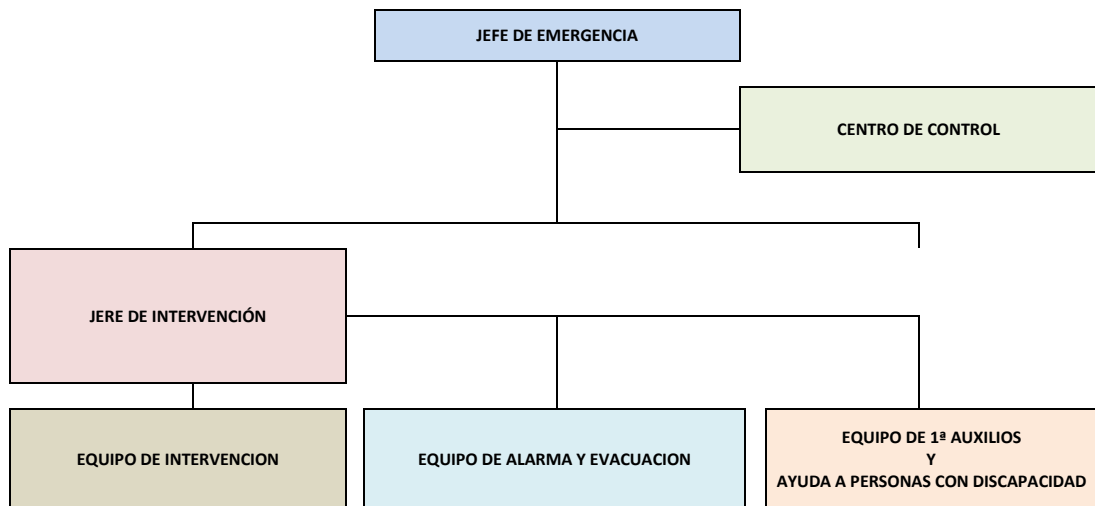 JEFE DE EMERGENCIA
CENTRO DE CONTROL
JERE DE INTERVENCIÓN
EQUIPO DE INTERVENCION
EQUIPO DE ALARMA Y EVACUACION
EQUIPO DE 1ª AUXILIOS
Y
AYUDA A PERSONAS CON DISCAPACIDAD